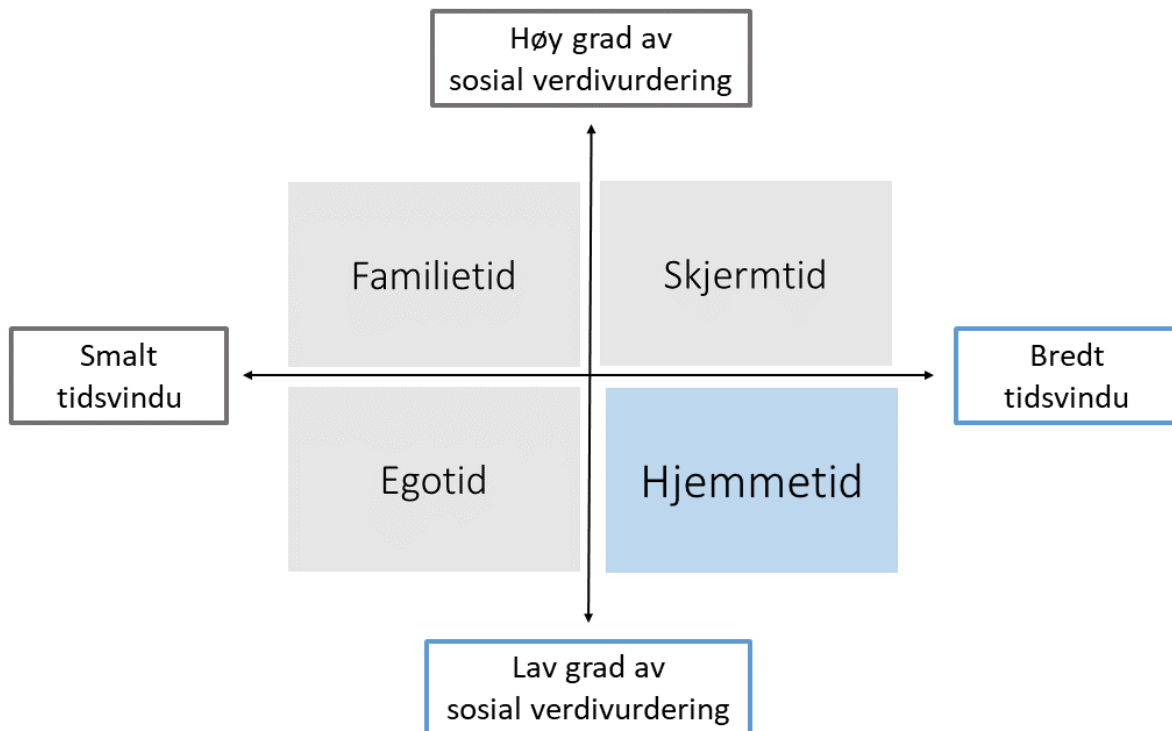 Høy grad av
sosial verdivurdering
Familietid
Skjermtid
Smalt
tidsvindu
Bredt
tidsvindu
Egotid
Hjemmetid
Lav grad av
sosial verdivurdering